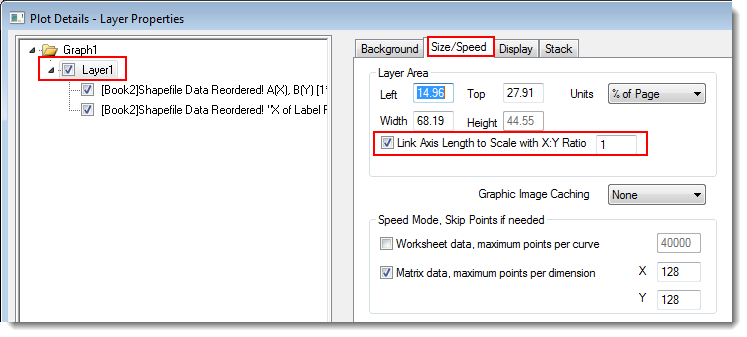 Plot Details - Layer Properties
Graph1
Layer1
[Book2]Shapefile Data Reordered! A(X), B(Y) [1*
[Book2]Shapefile Data Reordered! "X of Label F
Background
Size/Speed
Display
Stack
Layer Area
Left 14.96 Top 27.91 Units % of Page
Width 68.19 Height 44.55
Link Axis Length to Scale with X:Y Ratio 1
Graphic Image Caching None
Speed Mode, Skip Points if needed
Worksheet data, maximum points per curve 40000
Matrix data, maximum points per dimension X 128
Y 128